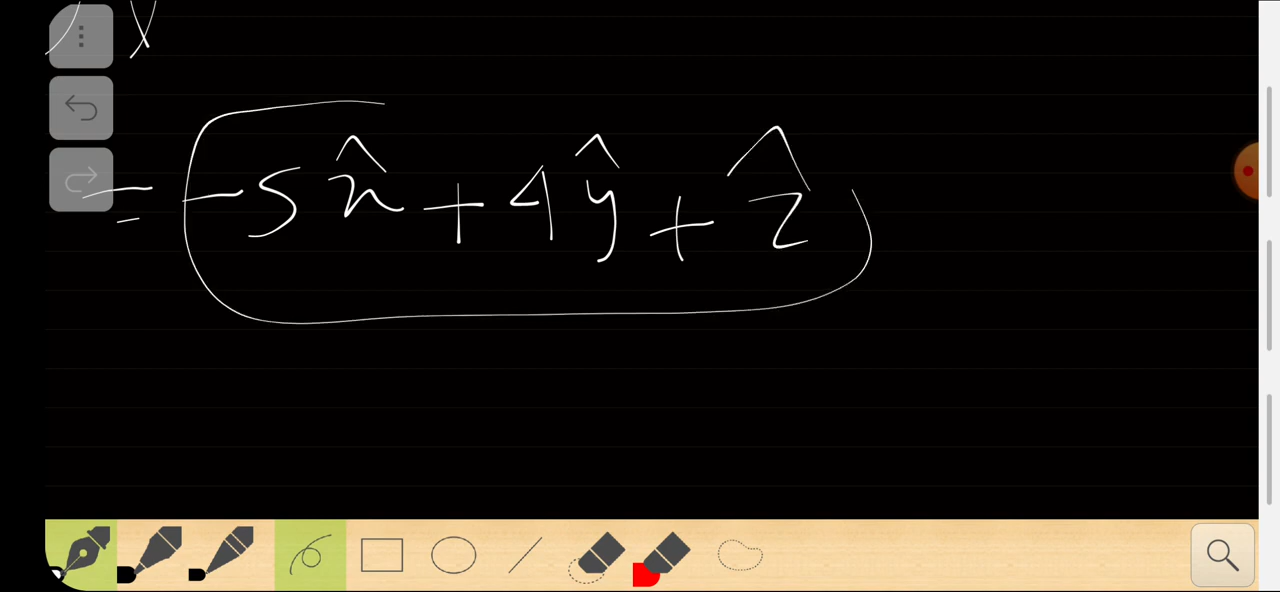 = -5x̂ + 4ŷ + ẑ